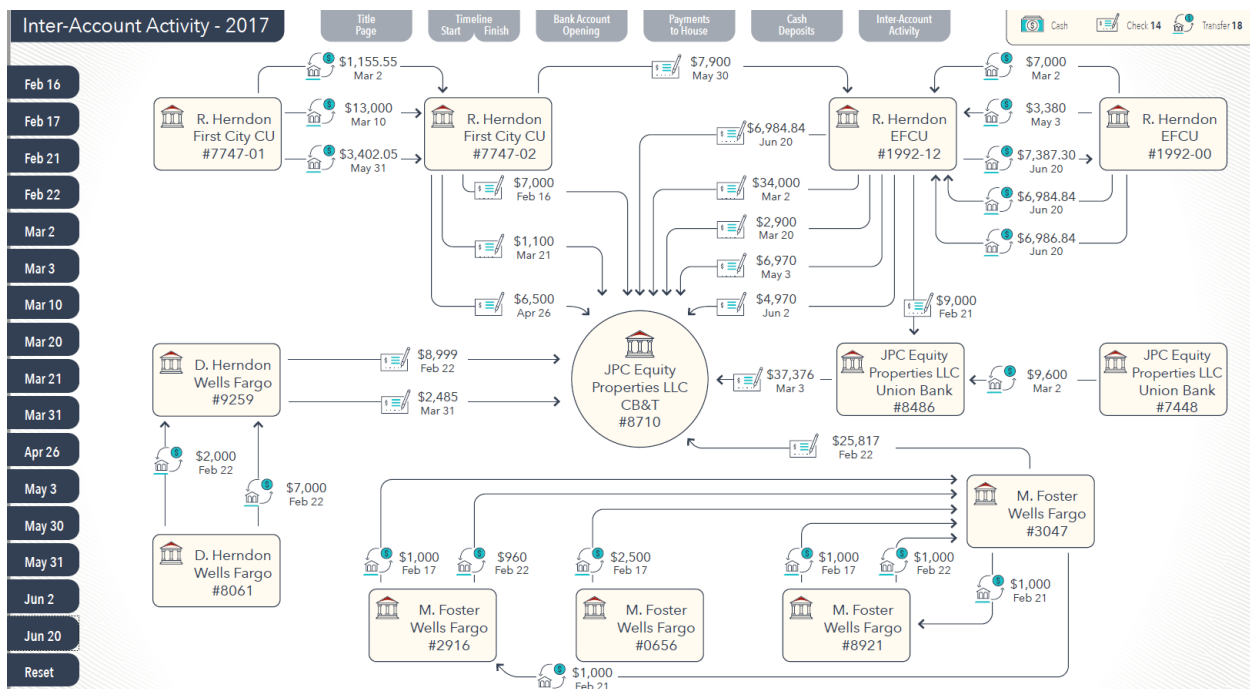 Inter-Account Activity - 2017
Title
Page
Timeline
Start Finish
Bank Account
Opening
Payments
to House
Cash
Deposits
Inter-Account
Activity
Cash
Check 14
Transfer 18
Feb 16
Feb 17
Feb 21
Feb 22
Mar 2
Mar 3
Mar 10
Mar 20
Mar 21
Mar 31
Apr 26
May 3
May 30
May 31
Jun 2
Jun 20
Reset
$1,155.55
Mar 2
$13,000
Mar 10
$3,402.05
May 31
R. Herndon
First City CU
#7747-01
R. Herndon
First City CU
#7747-02
$7,900
May 30
R. Herndon
EFCU
#1992-12
R. Herndon
EFCU
#1992-00
$7,000
Mar 2
$3,380
May 3
$7,387.30
Jun 20
$6,984.84
Jun 20
$6,986.84
Jun 20
$7,000
Feb 16
$1,100
Mar 21
$6,500
Apr 26
$6,984.84
Jun 20
$34,000
Mar 2
$2,900
Mar 20
$6,970
May 3
$4,970
Jun 2
$9,000
Feb 21
D. Herndon
Wells Fargo
#9259
$8,999
Feb 22
$2,485
Mar 31
JPC Equity
Properties LLC
CB&T
#8710
$37,376
Mar 3
JPC Equity
Properties LLC
Union Bank
#8486
$9,600
Mar 2
JPC Equity
Properties LLC
Union Bank
#7448
$25,817
Feb 22
$2,000
Feb 22
$7,000
Feb 22
D. Herndon
Wells Fargo
#8061
M. Foster
Wells Fargo
#3047
$1,000
Feb 17
$960
Feb 22
$2,500
Feb 17
$1,000
Feb 17
$1,000
Feb 22
$1,000
Feb 21
M. Foster
Wells Fargo
#2916
M. Foster
Wells Fargo
#0656
M. Foster
Wells Fargo
#8921
$1,000
Feb 21